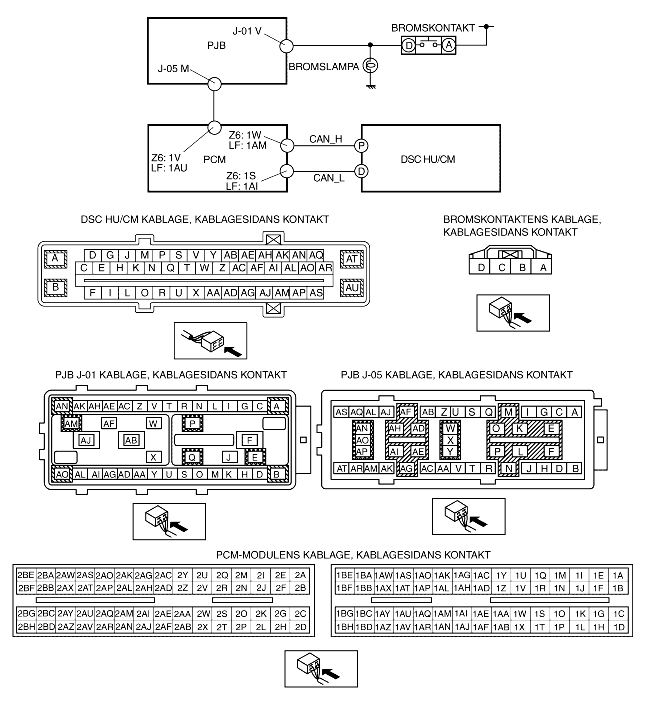 BROMSKONTAKT
J-01 V
PJB
D A
BROMSLAMPA
J-05 M
Z6: 1W
LF: 1AM
CAN_H
P
Z6: 1V
LF: 1AU
PCM
DSC HU/CM
Z6: 1S
LF: 1AI
CAN_L
D
DSC HU/CM KABLAGE, KABLAGESIDANS KONTAKT
A D G J M P S V Y AB AE AH AK AN AQ AT
C E H K N Q T W Z AC AF AI AL AO AR
B F I L O R U X AA AD AG AJ AM AP AS AU
BROMSKONTAKTENS KABLAGE,
KABLAGESIDANS KONTAKT
D C B A
PJB J-01 KABLAGE, KABLAGESIDANS KONTAKT
AN AK AH AE AC Z V T R N L I G C A
AM AF W P
AJ AB F
X Q J E
AO AL AI AG AD AA Y U S O M K H D B
PJB J-05 KABLAGE, KABLAGESIDANS KONTAKT
AS AQ AL AJ AF AB Z U S Q M I G C A
AN AH AD W O K E
AO X
AP AI AE Y P L F
AT AR AM AK AG AC AA V T R N J H D B
PCM-MODULENS KABLAGE, KABLAGESIDANS KONTAKT
2BE 2BA 2AW 2AS 2AO 2AK 2AG 2AC 2Y 2U 2Q 2M 2I 2E 2A
2BF 2BB 2AX 2AT 2AP 2AL 2AH 2AD 2Z 2V 2R 2N 2J 2F 2B
2BG 2BC 2AY 2AU 2AQ 2AM 2AI 2AE 2AA 2W 2S 2O 2K 2G 2C
2BH 2BD 2AZ 2AV 2AR 2AN 2AJ 2AF 2AB 2X 2T 2P 2L 2H 2D
1BE 1BA 1AW 1AS 1AO 1AK 1AG 1AC 1Y 1U 1Q 1M 1I 1E 1A
1BF 1BB 1AX 1AT 1AP 1AL 1AH 1AD 1Z 1V 1R 1N 1J 1F 1B
1BG 1BC 1AY 1AU 1AQ 1AM 1AI 1AE 1AA 1W 1S 1O 1K 1G 1C
1BH 1BD 1AZ 1AV 1AR 1AN 1AJ 1AF 1AB 1X 1T 1P 1L 1H 1D